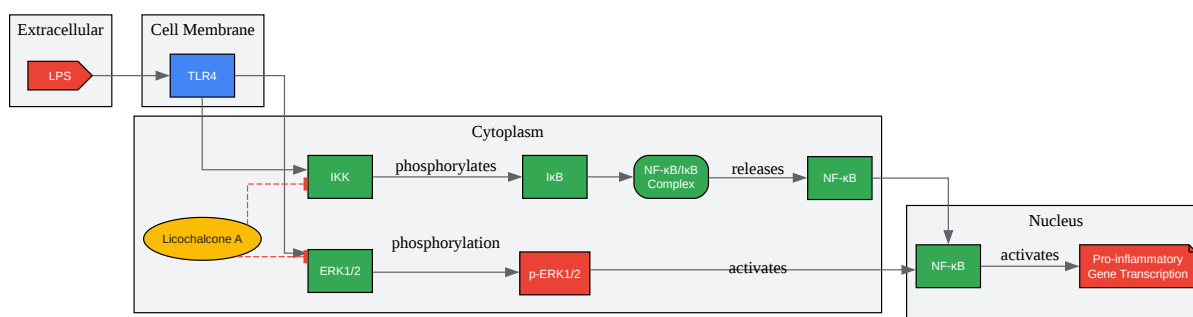 Extracellular
Cell Membrane
LPS
TLR4
Cytoplasm
IKK
phosphorylates
IκB
NF-κB/IκB
Complex
releases
NF-κB
Licochalcone A
ERK1/2
phosphorylation
p-ERK1/2
activates
Nucleus
NF-κB
activates
Pro-inflammatory
Gene Transcription